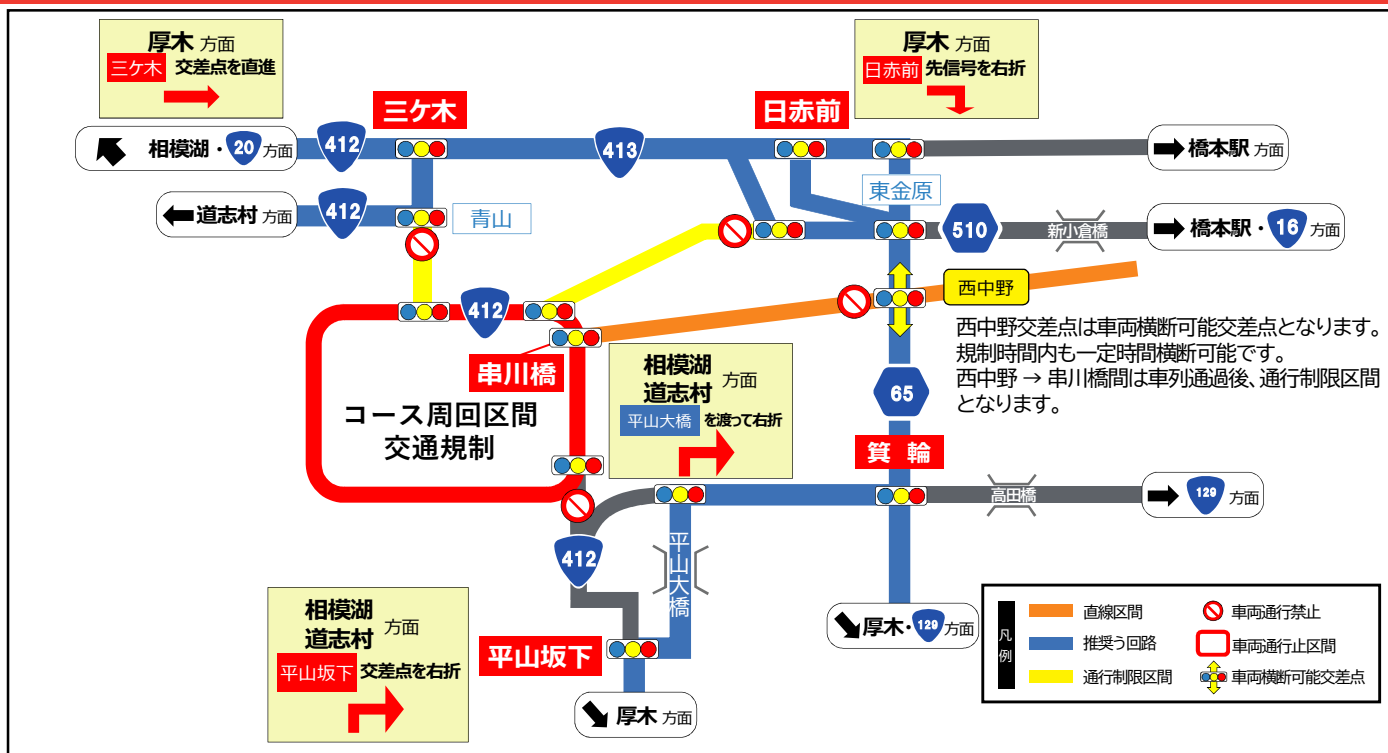 厚木 方面
三ケ木 交差点を直進
厚木 方面
日赤前 先信号を右折
三ケ木
日赤前
相模湖・20 方面
412
413
橋本駅 方面
道志村 方面
412
青山
東金原
510
新小倉橋
橋本駅・16 方面
412
西中野
西中野交差点は車両横断可能交差点となります。
規制時間内も一定時間横断可能です。
西中野 → 串川橋間は車列通過後、通行制限区間
となります。
串川橋
コース周回区間
交通規制
相模湖
道志村 方面
平山大橋 を渡って右折
65
箕 輪
高田橋
129 方面
412
平山大橋
相模湖
道志村 方面
平山坂下 交差点を右折
平山坂下
厚木 方面
厚木・129 方面
凡例
直線区間
車両通行禁止
推奨う回路
車両通行止区間
通行制限区間
車両横断可能交差点